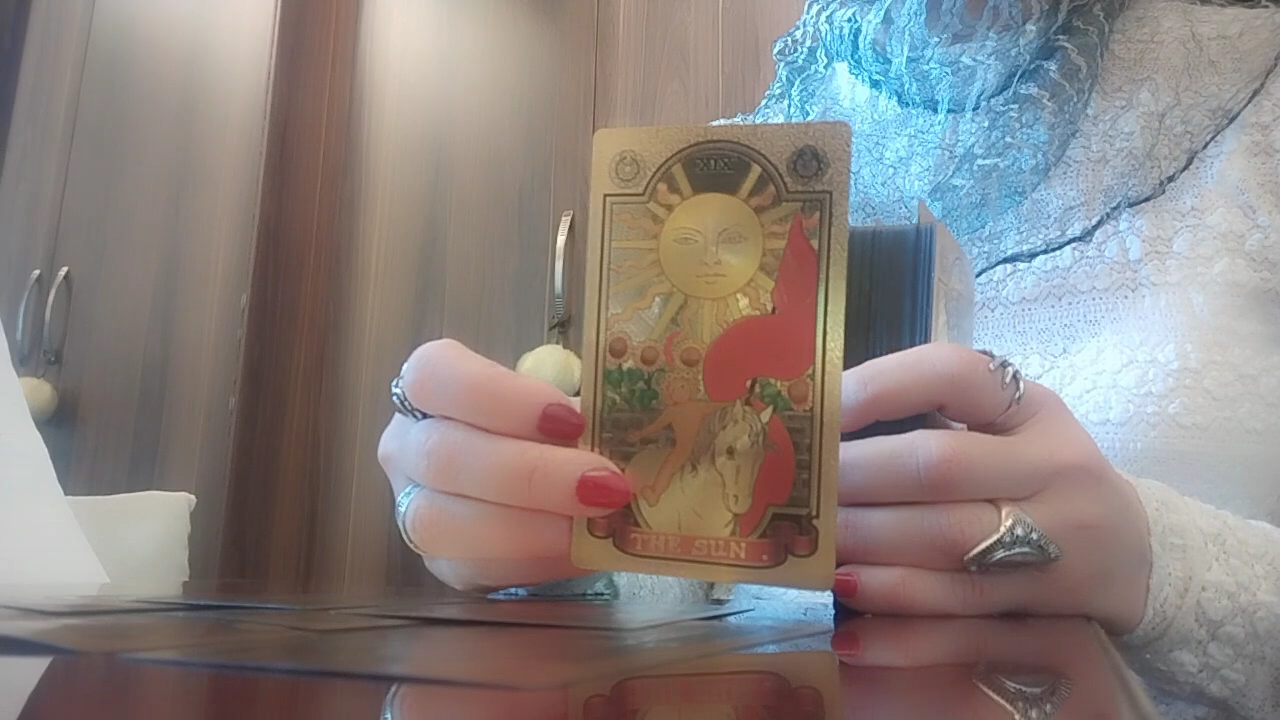 XIX
THE SUN .